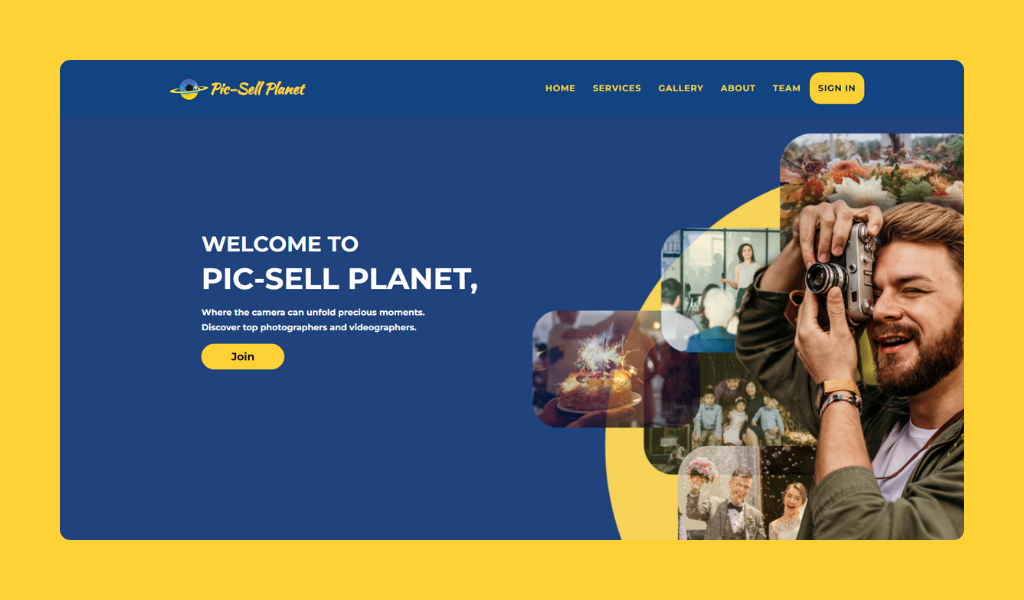 Pic-Sell Planet
HOME SERVICES GALLERY ABOUT TEAM SIGN IN
WELCOME TO
PIC-SELL PLANET,
Where the camera can unfold precious moments.
Discover top photographers and videographers.
Join